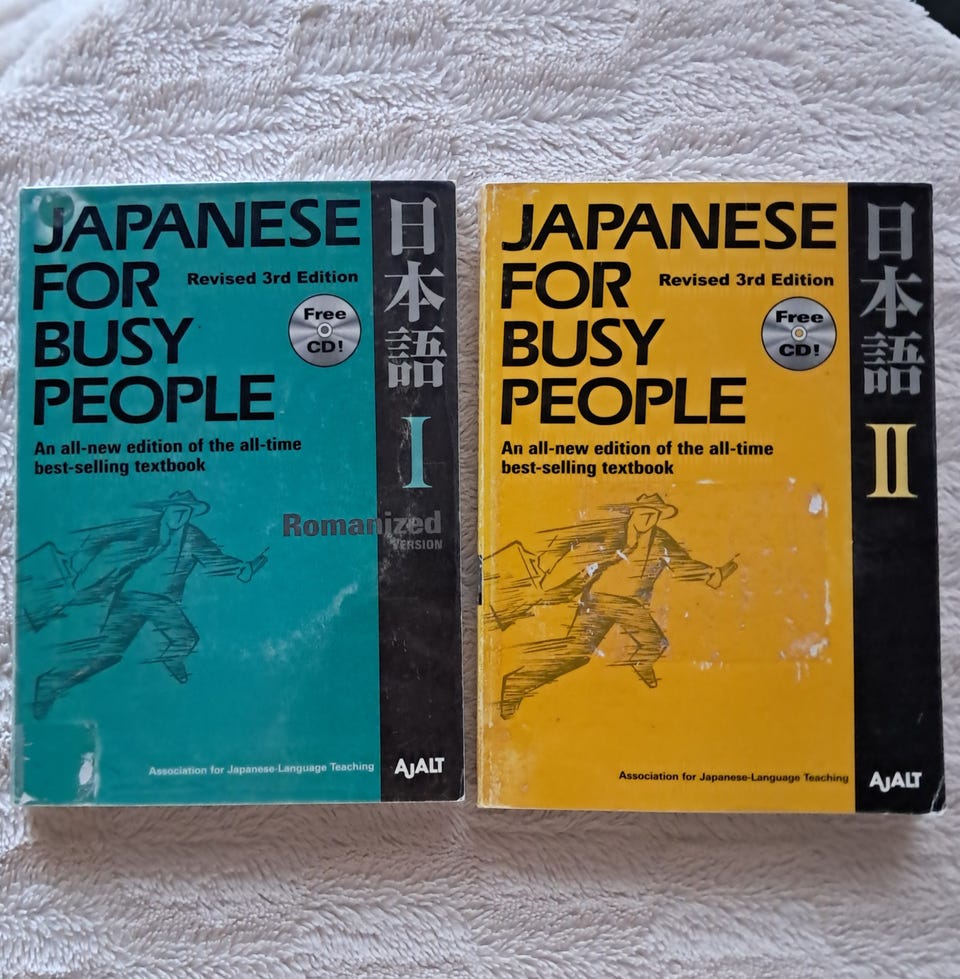 JAPANESE
FOR
Revised 3rd Edition
BUSY
Free
CD!
PEOPLE
An all-new edition of the all-time
best-selling textbook
日本語
I
Romanized
VERSION
Association for Japanese-Language Teaching
AJALT
JAPANESE
FOR
Revised 3rd Edition
BUSY
Free
CD!
PEOPLE
An all-new edition of the all-time
best-selling textbook
日本語
II
Association for Japanese-Language Teaching
AJALT